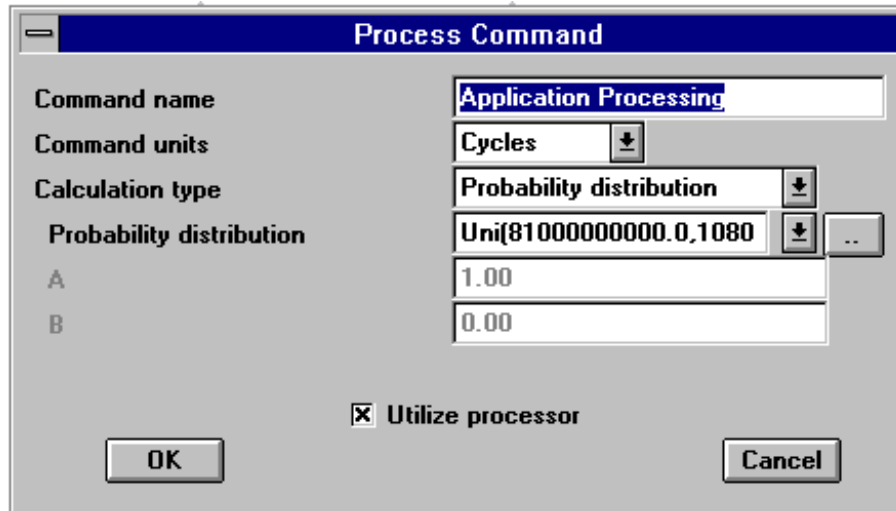 Process Command
Command name Application Processing
Command units Cycles
Calculation type Probability distribution
Probability distribution Uni(81000000000.0,1080 ..
A 1.00
B 0.00
Utilize processor
OK Cancel